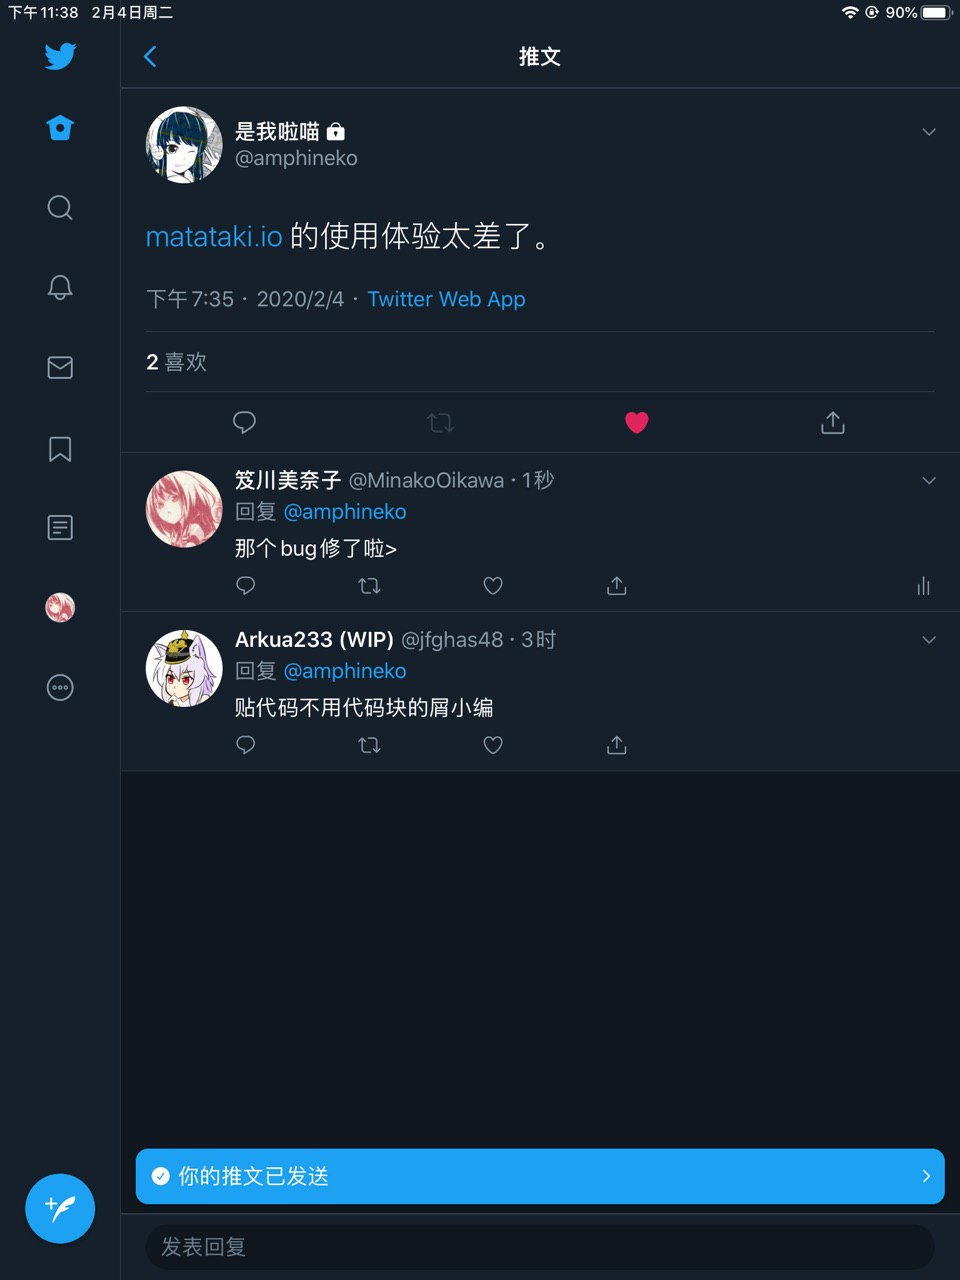 下午11:38 2月4日周二
90%
推文
是我啦喵
@amphineko
matataki.io 的使用体验太差了。
下午 7:35 · 2020/2/4 · Twitter Web App
2 喜欢
笈川美奈子 @MinakoOikawa · 1秒
回复 @amphineko
那个bug修了啦>
Arkua233 (WIP) @jfghas48 · 3时
回复 @amphineko
贴代码不用代码块的屑小编
你的推文已发送
发表回复